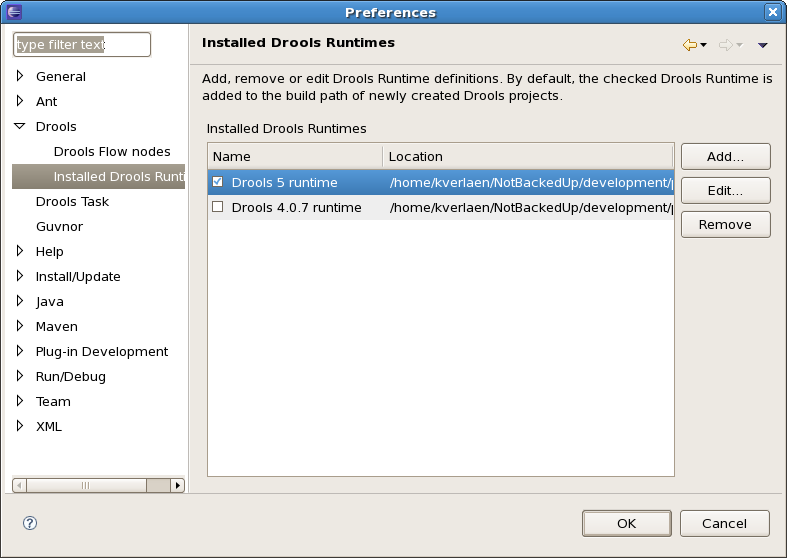 Preferences
type filter text
General
Ant
Drools
Drools Flow nodes
Installed Drools Runti
Drools Task
Guvnor
Help
Install/Update
Java
Maven
Plug-in Development
Run/Debug
Team
XML
Installed Drools Runtimes
Add, remove or edit Drools Runtime definitions. By default, the checked Drools Runtime is
added to the build path of newly created Drools projects.
Installed Drools Runtimes
Name Location
Drools 5 runtime /home/kverlaen/NotBackedUp/development/p
Drools 4.0.7 runtime /home/kverlaen/NotBackedUp/development/p
Add...
Edit...
Remove
?
OK Cancel